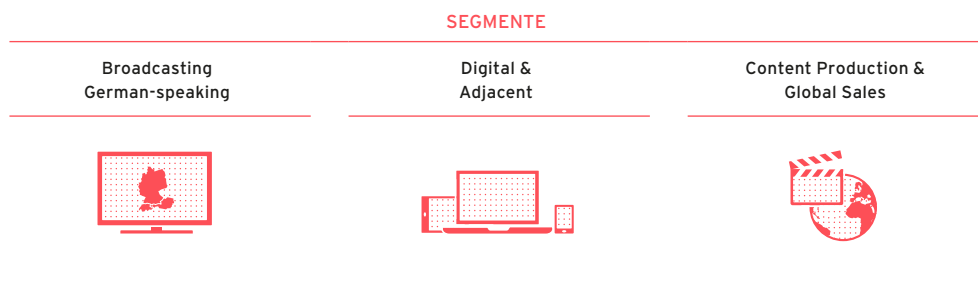 SEGMENTE
Broadcasting
German-speaking
Digital &
Adjacent
Content Production &
Global Sales